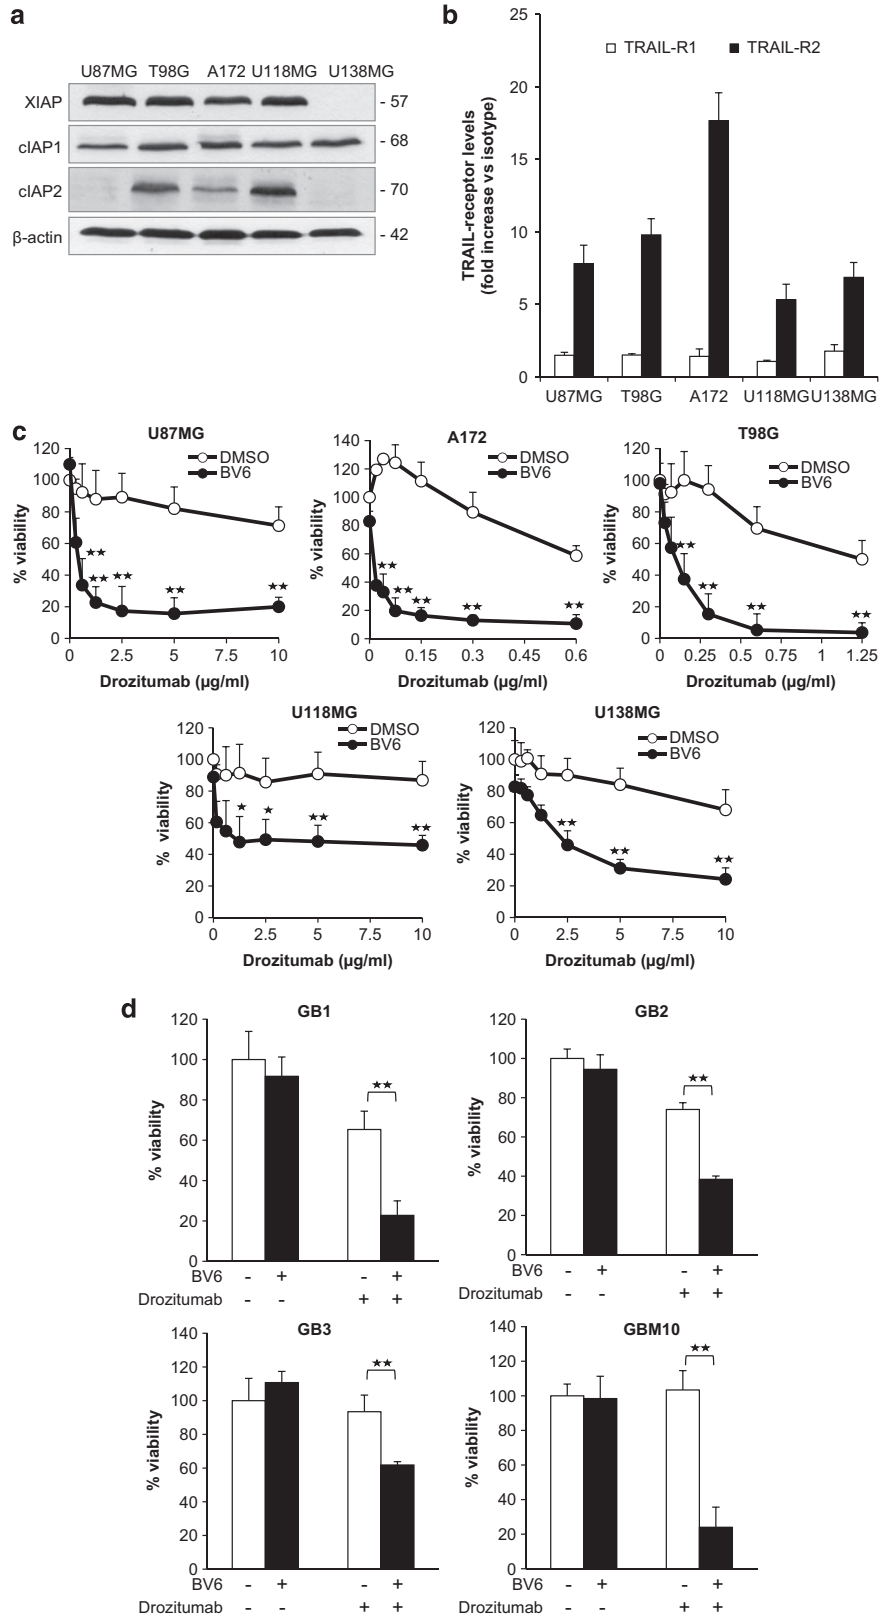 a
U87MG T98G A172 U118MG U138MG
XIAP - 57
cIAP1 - 68
cIAP2 - 70
β-actin - 42
b
TRAIL-receptor levels
(fold increase vs isotype)
25
20
15
10
5
0
TRAIL-R1 TRAIL-R2
U87MG T98G A172 U118MG U138MG
c
U87MG
% viability
120
100
80
60
40
20
0
DMSO
BV6
★★
★★ ★★ ★★ ★★
0 2.5 5 7.5 10
Drozitumab (µg/ml)
A172
% viability
140
120
100
80
60
40
20
0
DMSO
BV6
★★
★★ ★★ ★★ ★★
0 0.15 0.3 0.45 0.6
Drozitumab (µg/ml)
T98G
% viability
120
100
80
60
40
20
0
DMSO
BV6
★★
★★
★★ ★★
0 0.25 0.5 0.75 1 1.25
Drozitumab (µg/ml)
U118MG
% viability
120
100
80
60
40
20
0
DMSO
BV6
★ ★ ★★ ★★
0 2.5 5 7.5 10
Drozitumab (µg/ml)
U138MG
% viability
120
100
80
60
40
20
0
DMSO
BV6
★★
★★ ★★
0 2.5 5 7.5 10
Drozitumab (µg/ml)
d
GB1
% viability
120
100
80
60
40
20
0
★★
BV6 - + - +
Drozitumab - - + +
GB2
% viability
120
100
80
60
40
20
0
★★
BV6 - + - +
Drozitumab - - + +
GB3
% viability
140
120
100
80
60
40
20
0
★★
BV6 - + - +
Drozitumab - - + +
GBM10
% viability
140
120
100
80
60
40
20
0
★★
BV6 - + - +
Drozitumab - - + +